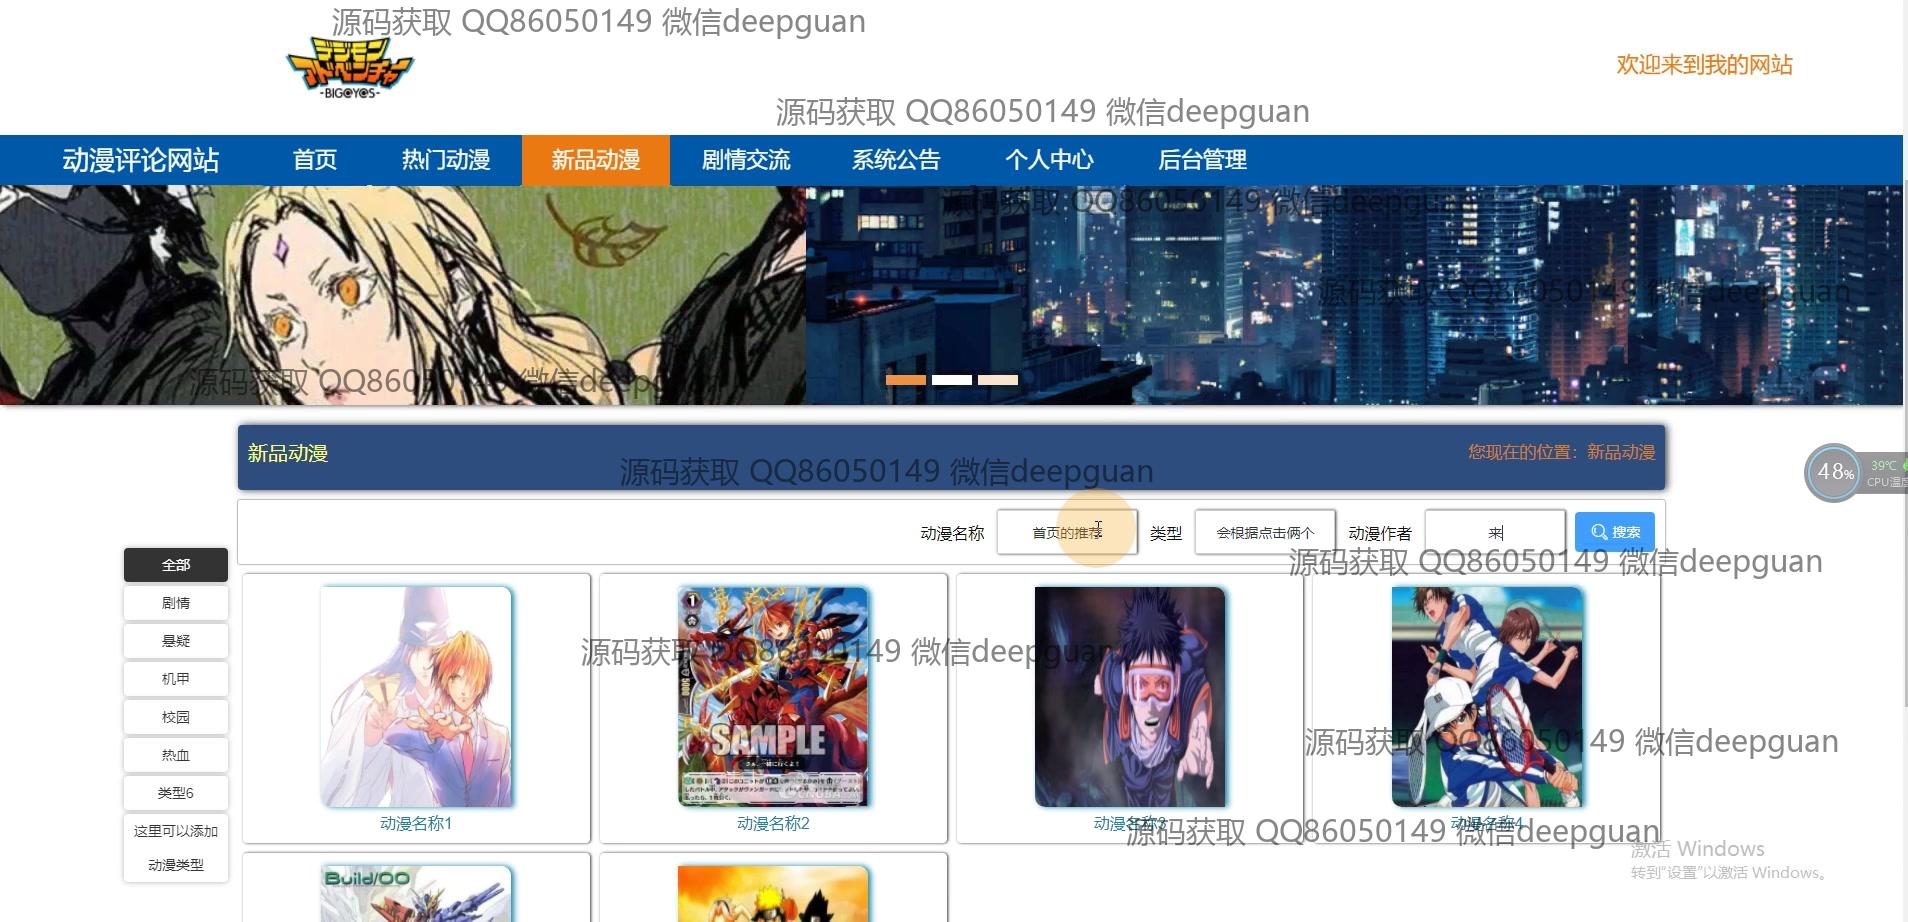 源码获取 QQ86050149 微信deepguan
デジモン
アドベンチャー
-BIGEYES-
欢迎来到我的网站
源码获取 QQ86050149 微信deepguan
动漫评论网站 首页 热门动漫 新品动漫 剧情交流 系统公告 个人中心 后台管理
源码获取 QQ86050149 微信deepguan
源码获取 QQ86050149 微信deepguan
源码获取 QQ86050149 微信deepguan
新品动漫
您现在的位置：新品动漫
源码获取 QQ86050149 微信deepguan
48%
39℃
CPU温度
动漫名称 首页的推荐 类型 会根据点击俩个 动漫作者 来 搜索
源码获取 QQ86050149 微信deepguan
全部
剧情
悬疑
机甲
校园
热血
类型6
这里可以添加
动漫类型
源码获取 QQ86050149 微信deepguan
1
5000
SAMPLE
源码获取 QQ86050149 微信deepguan
动漫名称1
动漫名称2
动漫名称3
动漫名称4
源码获取 QQ86050149 微信deepguan
激活 Windows
转到"设置"以激活 Windows。
Build/OO